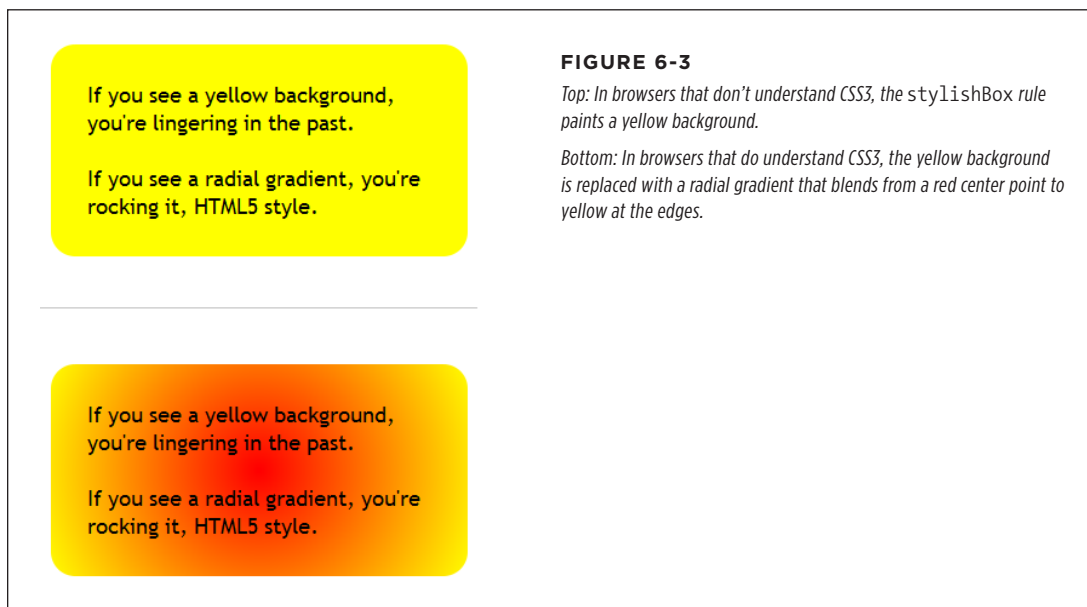 If you see a yellow background,
you're lingering in the past.
If you see a radial gradient, you're
rocking it, HTML5 style.
FIGURE 6-3
Top: In browsers that don't understand CSS3, the stylishBox rule
paints a yellow background.
Bottom: In browsers that do understand CSS3, the yellow background
is replaced with a radial gradient that blends from a red center point to
yellow at the edges.
If you see a yellow background,
you're lingering in the past.
If you see a radial gradient, you're
rocking it, HTML5 style.